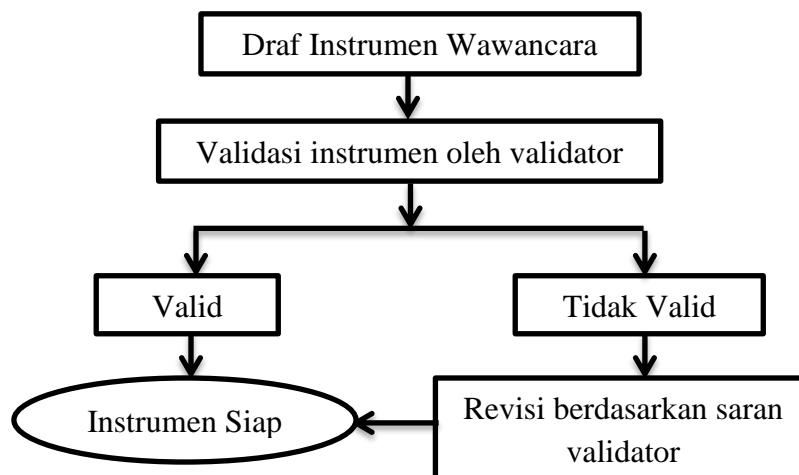 Draf Instrumen Wawancara
Validasi instrumen oleh validator
Valid
Tidak Valid
Instrumen Siap
Revisi berdasarkan saran
validator